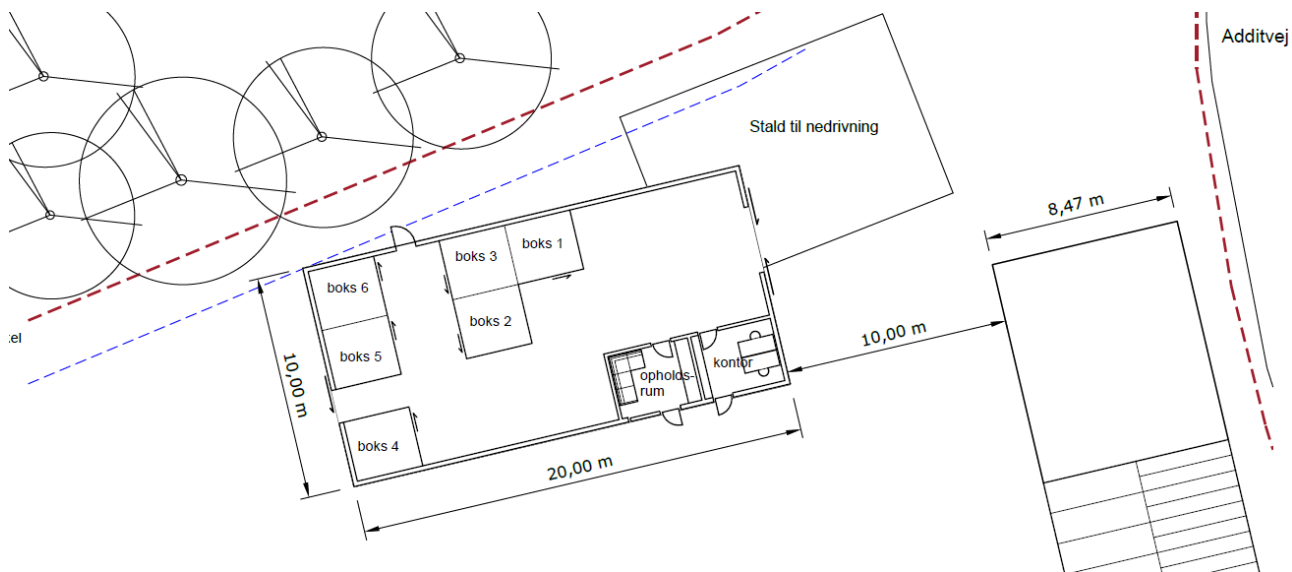 Additvej
Stald til nedrivning
8,47 m
boks 1
boks 3
boks 6
boks 2
tel
boks 5
10,00 m
10,00 m
opholds-
rum
kontor
boks 4
20,00 m